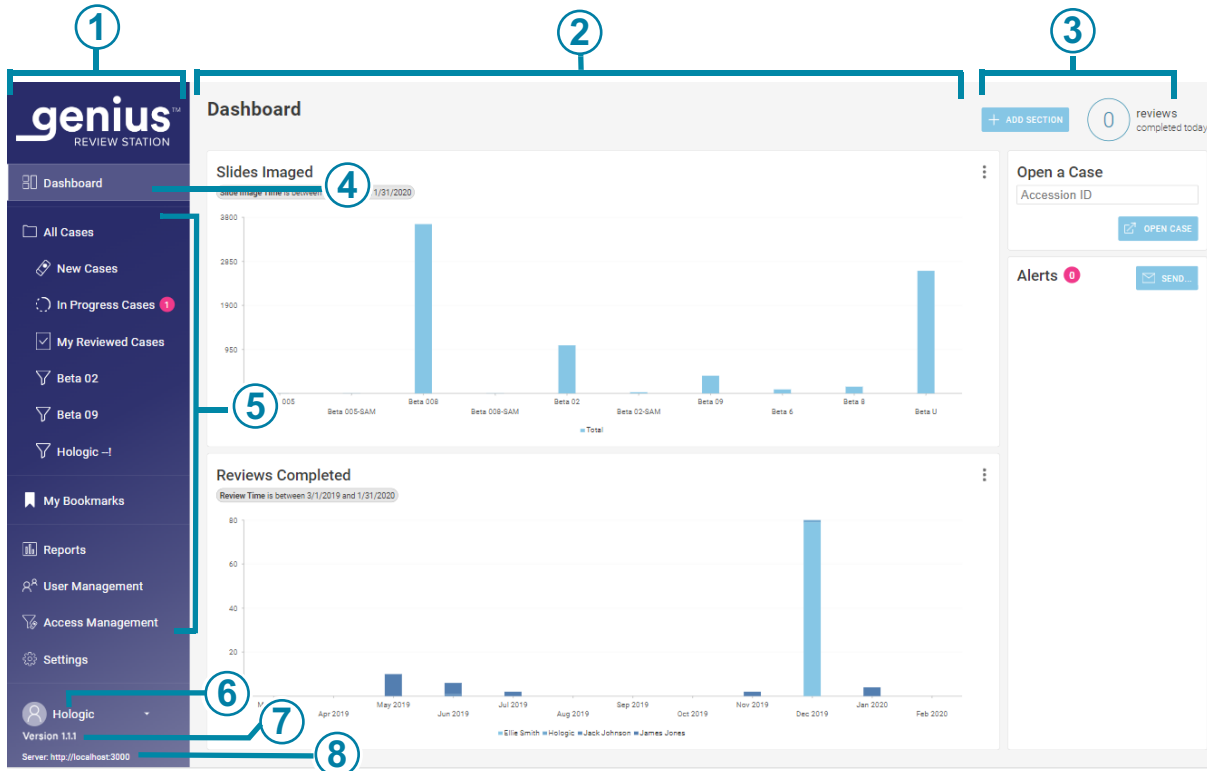 1
2
3
genius™
REVIEW STATION
Dashboard
+ ADD SECTION
0
reviews
completed today
Dashboard
4
All Cases
New Cases
In Progress Cases 1
My Reviewed Cases
Beta 02
Beta 09
Hologic –!
5
My Bookmarks
Reports
User Management
Access Management
Settings
6
Hologic
7
Version 1.1.1
8
Server: http://localhost:3000
Slides Imaged
Slide Image Time is between 1/31/2020
3800
2850
1900
950
005
Beta 005-SAM
Beta 008
Beta 008-SAM
Beta 02
Beta 02-SAM
Beta 09
Beta 6
Beta 8
Beta U
Total
Reviews Completed
Review Time is between 3/1/2019 and 1/31/2020
80
60
40
20
Apr 2019
May 2019
Jun 2019
Jul 2019
Aug 2019
Sep 2019
Oct 2019
Nov 2019
Dec 2019
Jan 2020
Feb 2020
Ellie Smith Hologic Jack Johnson James Jones
Open a Case
Accession ID
OPEN CASE
Alerts 0
SEND...